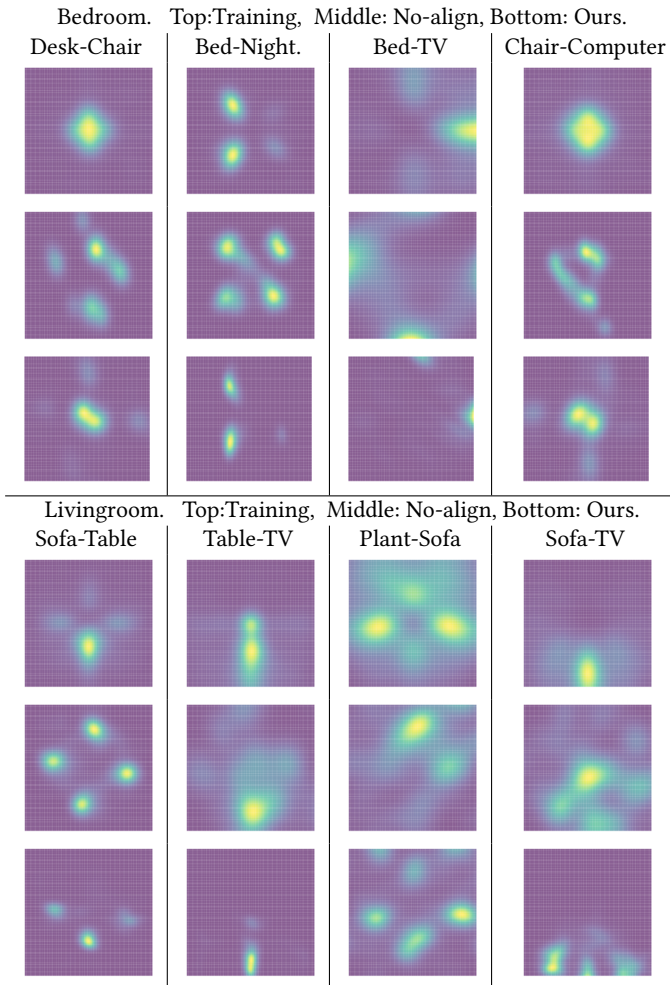 Bedroom. Top:Training, Middle: No-align, Bottom: Ours.
Desk-Chair Bed-Night. Bed-TV Chair-Computer
Livingroom. Top:Training, Middle: No-align, Bottom: Ours.
Sofa-Table Table-TV Plant-Sofa Sofa-TV